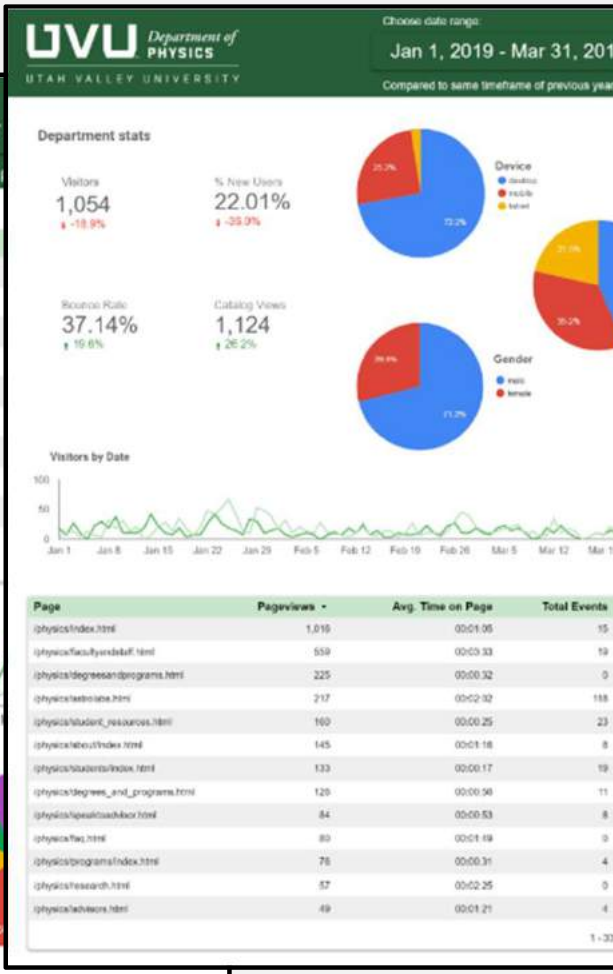 UVU Department of PHYSICS
UTAH VALLEY UNIVERSITY
Choose date range:
Jan 1, 2019 - Mar 31, 201
Compared to same timeframe of previous year
Department stats
Visitors
1,054
-18.9%
% New Users
22.01%
Bounce Rate
37.14%
19.6%
Catalog Views
1,124
26.2%
Device
desktop
mobile
tablet
72.2%
35.2%
Gender
male
female
71.2%
Visitors by Date
100
50
0
Jan 1 Jan 8 Jan 15 Jan 22 Jan 29 Feb 5 Feb 12 Feb 19 Feb 26 Mar 5 Mar 12 Mar 1
Page Pageviews Avg. Time on Page Total Events
/physics/index.html 1,016 00:01:05 15
/physics/facultyandstaff.html 559 00:03:33 19
/physics/degreesandprograms.html 225 00:00:32 0
/physics/astrolabe.html 217 00:02:02 188
/physics/student_resources.html 160 00:00:25 23
/physics/about/index.html 145 00:01:18 8
/physics/students/index.html 133 00:00:17 19
/physics/degrees_and_programs.html 126 11
/physics/speaktoadvisor.html 84 00:00:53 8
/physics/faq.html 80 00:01:49 0
/physics/programs/index.html 76 00:00:31 4
/physics/research.html 57 00:02:25 0
/physics/advisors.html 49 00:01:21 4